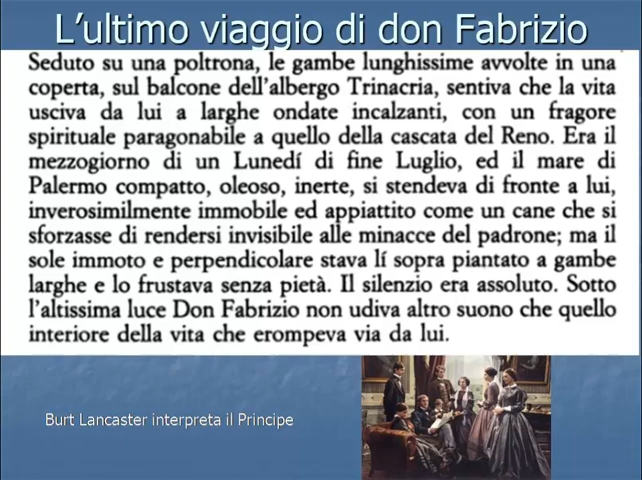 L'ultimo viaggio di don Fabrizio
Seduto su una poltrona, le gambe lunghissime avvolte in una
coperta, sul balcone dell'albergo Trinacria, sentiva che la vita
usciva da lui a larghe ondate incalzanti, con un fragore
spirituale paragonabile a quello della cascata del Reno. Era il
mezzogiorno di un Lunedí di fine Luglio, ed il mare di
Palermo compatto, oleoso, inerte, si stendeva di fronte a lui,
inverosimilmente immobile ed appiattito come un cane che si
sforzasse di rendersi invisibile alle minacce del padrone; ma il
sole immoto e perpendicolare stava lí sopra piantato a gambe
larghe e lo frustava senza pietà. Il silenzio era assoluto. Sotto
l'altissima luce Don Fabrizio non udiva altro suono che quello
interiore della vita che erompeva via da lui.
Burt Lancaster interpreta il Principe